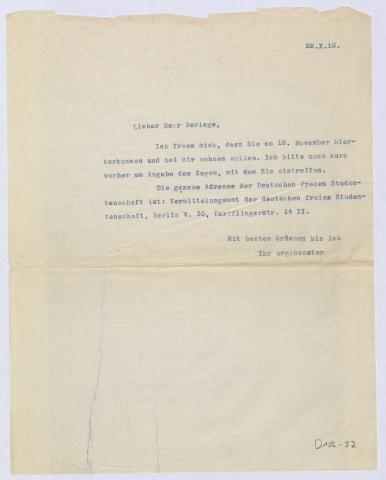 28.X.10.
Lieber Herr Berlage,
Ich freue mich, dasz Sie am 16. November hier-
herkommen und bei mir wohnen wollen. Ich bitte noch kurz
vorher um Angabe des Zuges, mit dem Sie eintreffen.
Die genaue Adresse der Deutschen Freien Studen-
tenschaft ist: Vermittelungsamt der deutschen freien Studen-
tenschaft, Berlin W. 35, Derfflingerstr. 14 II.
Mit besten Grüszen bin ich
Ihr ergebenster
D102-52